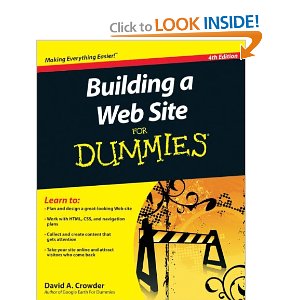 Click to LOOK INSIDE!
Making Everything Easier!™
4th Edition
Building a
Web Site
FOR
DUMMIES®
Learn to:
• Plan and design a great-looking Web site
• Work with HTML, CSS, and navigation
plans
• Collect and create content that
gets attention
• Take your site online and attract
visitors who come back
David A. Crowder
Author of Google Earth For Dummies